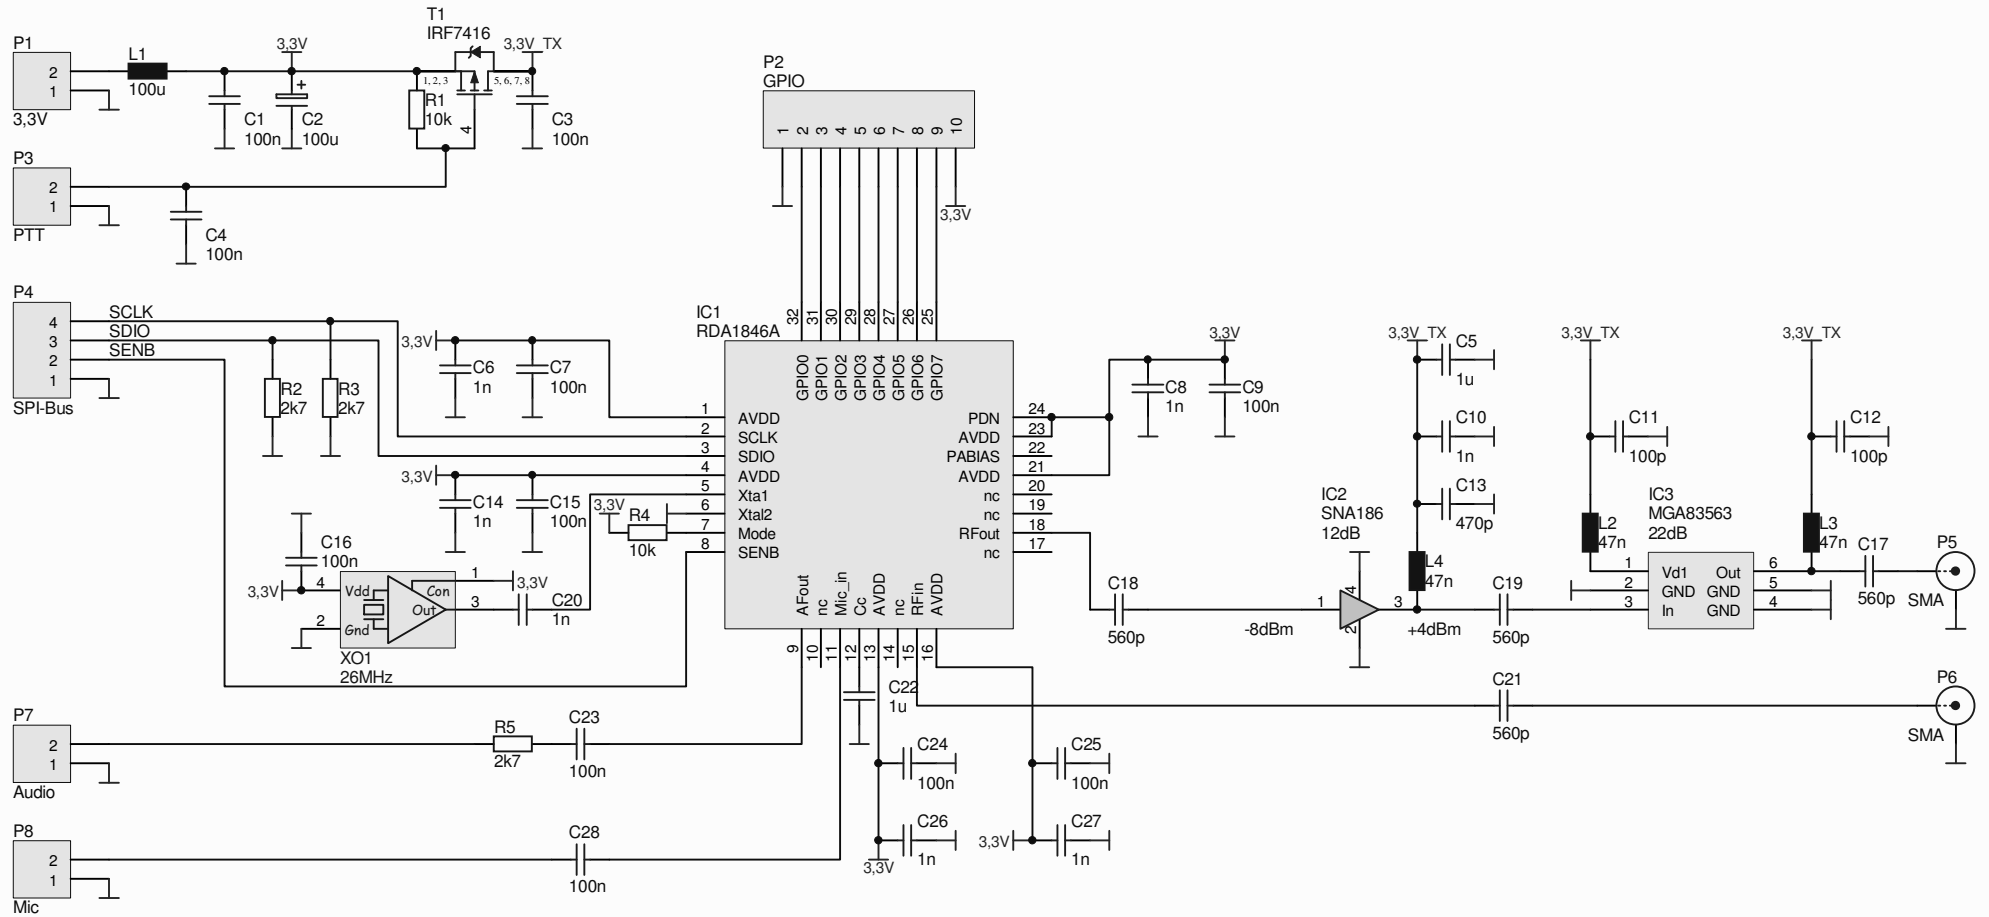 P1
2
1
3,3V
L1
100u
3,3V
C1
100n
C2
100u
+
T1
IRF7416
1, 2, 3
5, 6, 7, 8
4
R1
10k
3,3V_TX
C3
100n
P3
2
1
PTT
C4
100n
P2
GPIO
1 2 3 4 5 6 7 8 9 10
3,3V
P4
4
3
2
1
SPI-Bus
SCLK
SDIO
SENB
R2
2k7
R3
2k7
3,3V
C6
1n
C7
100n
3,3V
C14
1n
C15
100n
3,3V
R4
10k
C16
100n
3,3V
4
2
1
3
Vdd
Gnd
Con
Out
3,3V
XO1
26MHz
C20
1n
IC1
RDA1846A
32 31 30 29 28 27 26 25
GPIO0 GPIO1 GPIO2 GPIO3 GPIO4 GPIO5 GPIO6 GPIO7
1 AVDD
2 SCLK
3 SDIO
4 AVDD
5 Xta1
6 Xtal2
7 Mode
8 SENB
PDN 24
AVDD 23
PABIAS 22
AVDD 21
nc 20
nc 19
RFout 18
nc 17
AFout nc Mic_in Cc AVDD nc RFin AVDD
9 10 11 12 13 14 15 16
3,3V
C8
1n
C9
100n
C18
560p
-8dBm
IC2
SNA186
12dB
1
4
2
3
+4dBm
3,3V_TX
C5
1u
C10
1n
C13
470p
L4
47n
C19
560p
3,3V_TX
C11
100p
L2
47n
IC3
MGA83563
22dB
1 Vd1
2 GND
3 In
Out 6
GND 5
GND 4
3,3V_TX
C12
100p
L3
47n
C17
560p
P5
SMA
C21
560p
P6
SMA
C22
1u
C24
100n
C26
1n
3,3V
C25
100n
3,3V
C27
1n
P7
2
1
Audio
R5
2k7
C23
100n
P8
2
1
Mic
C28
100n